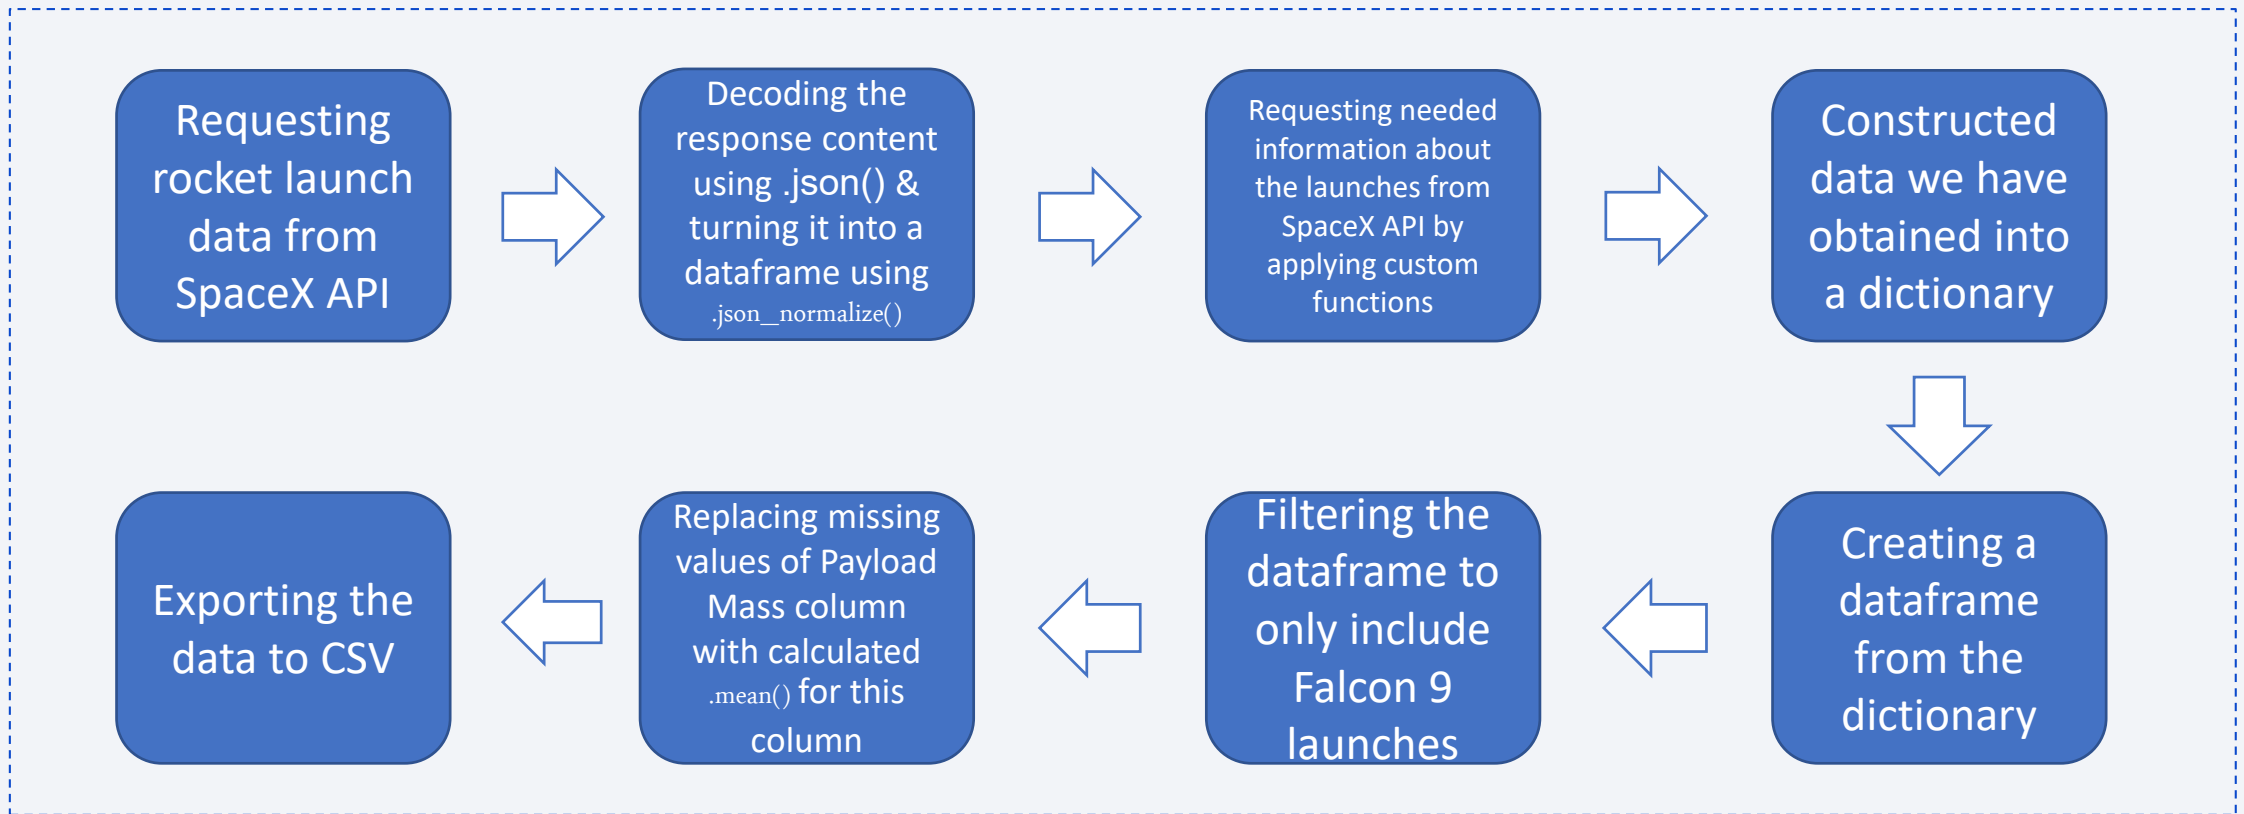 Requesting
rocket launch
data from
SpaceX API
Decoding the
response content
using .json() &
turning it into a
dataframe using
.json_normalize()
Requesting needed
information about
the launches from
SpaceX API by
applying custom
functions
Constructed
data we have
obtained into
a dictionary
Creating a
dataframe
from the
dictionary
Filtering the
dataframe to
only include
Falcon 9
launches
Replacing missing
values of Payload
Mass column
with calculated
.mean() for this
column
Exporting the
data to CSV